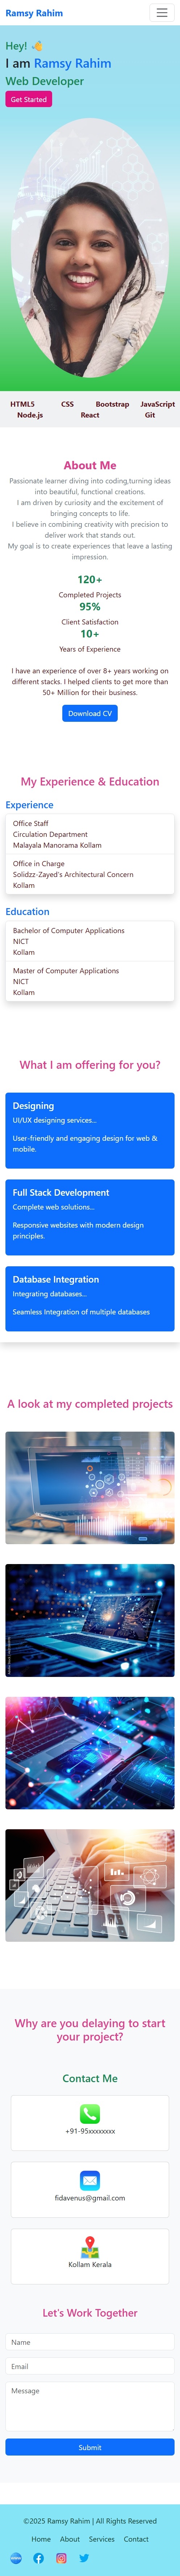 Ramsy Rahim
Hey!
I am Ramsy Rahim
Web Developer
Get Started
HTML5 CSS Bootstrap JavaScript
Node.js React Git
About Me
Passionate learner diving into coding,turning ideas
into beautiful, functional creations.
I am driven by curiosity and the excitement of
bringing concepts to life.
I believe in combining creativity with precision to
deliver work that stands out.
My goal is to create experiences that leave a lasting
impression.
120+
Completed Projects
95%
Client Satisfaction
10+
Years of Experience
I have an experience of over 8+ years working on
different stacks. I helped clients to get more than
50+ Million for their business.
Download CV
My Experience & Education
Experience
Office Staff
Circulation Department
Malayala Manorama Kollam
Office in Charge
Solidzz-Zayed's Architectural Concern
Kollam
Education
Bachelor of Computer Applications
NICT
Kollam
Master of Computer Applications
NICT
Kollam
What I am offering for you?
Designing
UI/UX designing services...
User-friendly and engaging design for web &
mobile.
Full Stack Development
Complete web solutions...
Responsive websites with modern design
principles.
Database Integration
Integrating databases...
Seamless Integration of multiple databases
A look at my completed projects
Why are you delaying to start
your project?
Contact Me
+91-95xxxxxxxx
fidavenus@gmail.com
Kollam Kerala
Let's Work Together
Name
Email
Message
Submit
©2025 Ramsy Rahim | All Rights Reserved
Home About Services Contact